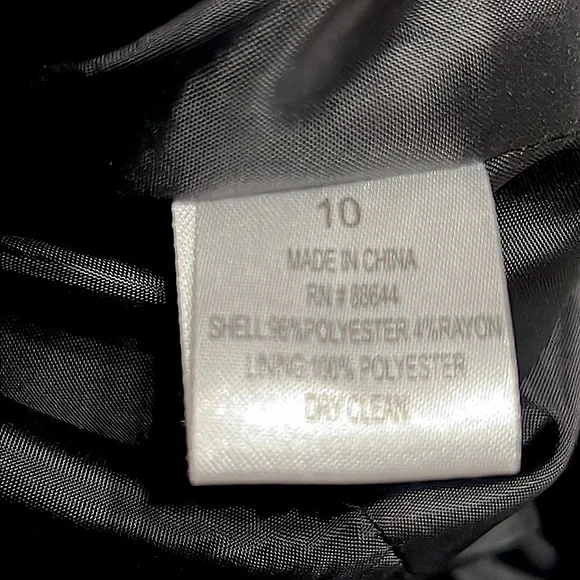 10
MADE IN CHINA
RN # 88644
SHELL:96%POLYESTER 4%RAYON
LINING:100% POLYESTER
DRY CLEAN